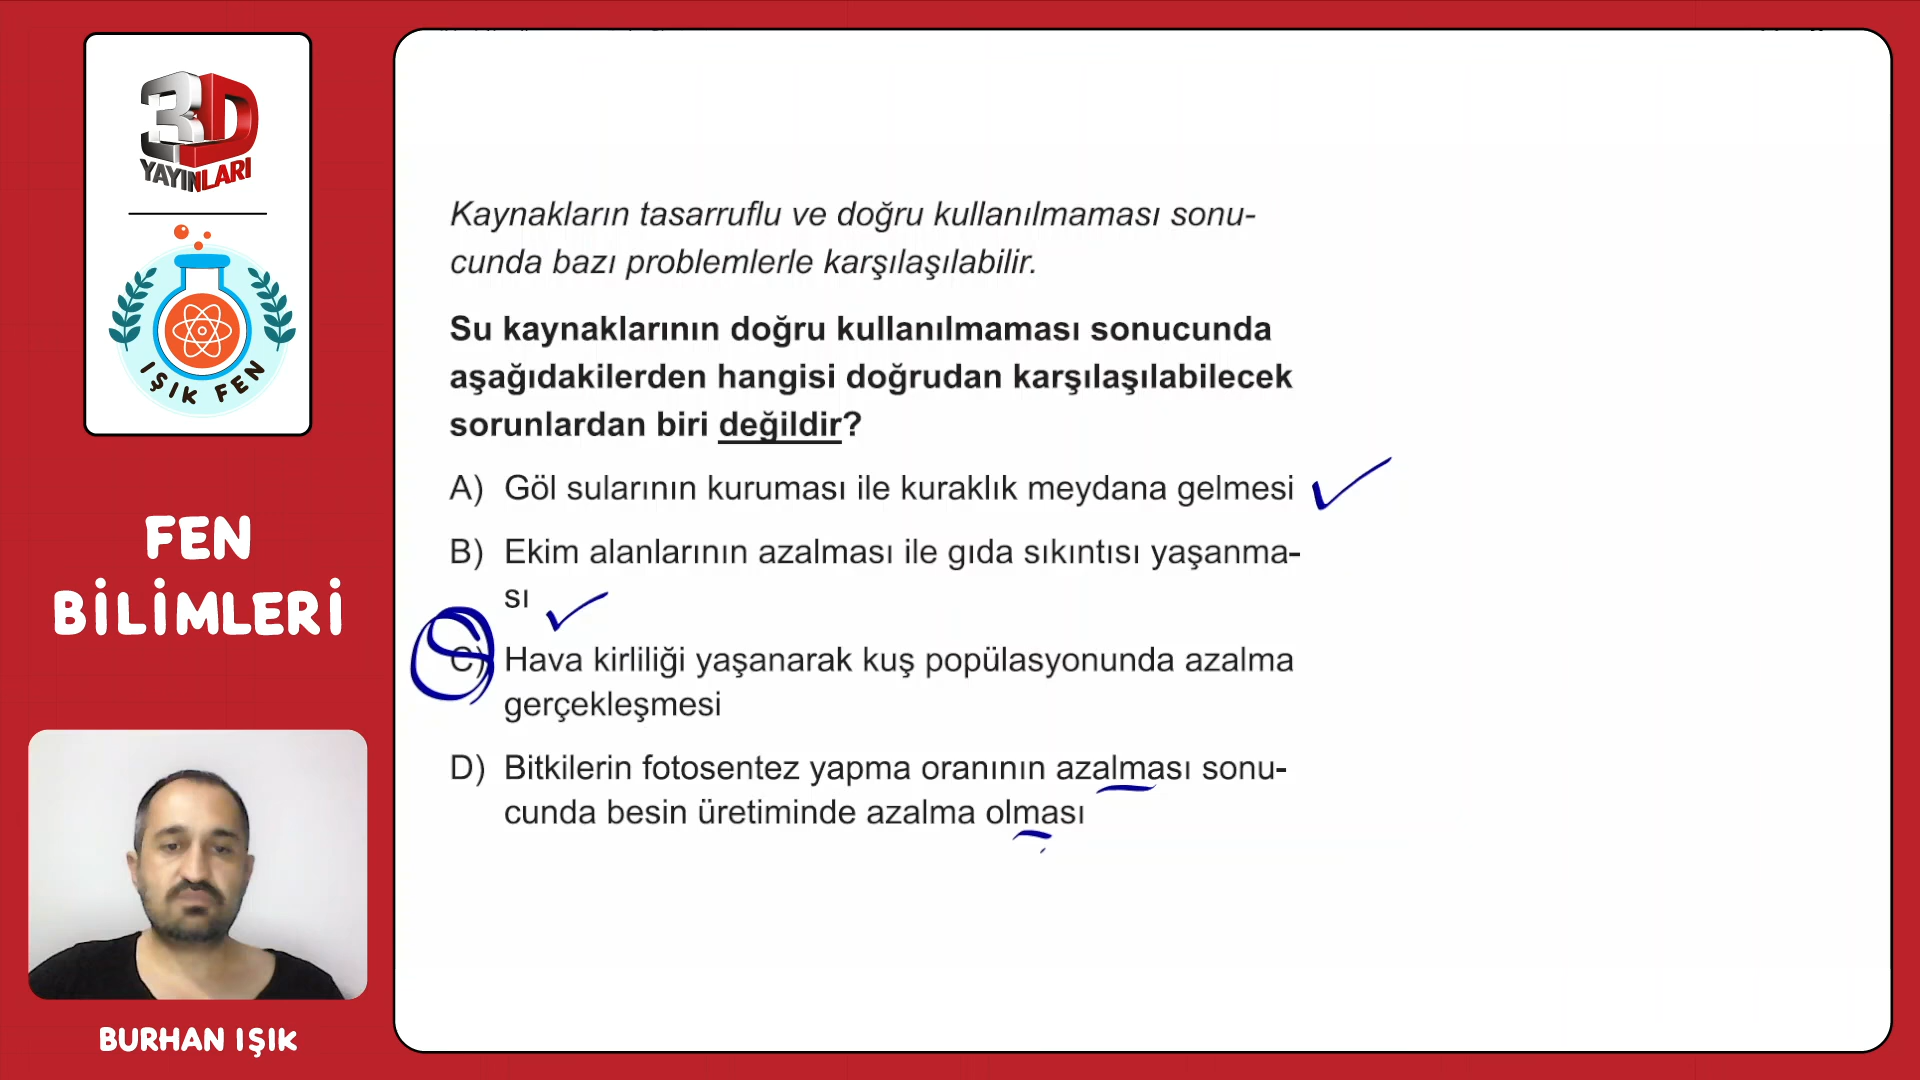 3D
YAYINLARI
IŞIK FEN
FEN
BİLİMLERİ
BURHAN IŞIK
Kaynakların tasarruflu ve doğru kullanılmaması sonu-
cunda bazı problemlerle karşılaşılabilir.
Su kaynaklarının doğru kullanılmaması sonucunda
aşağıdakilerden hangisi doğrudan karşılaşılabilecek
sorunlardan biri değildir?
A) Göl sularının kuruması ile kuraklık meydana gelmesi
B) Ekim alanlarının azalması ile gıda sıkıntısı yaşanma-
sı
C) Hava kirliliği yaşanarak kuş popülasyonunda azalma
gerçekleşmesi
D) Bitkilerin fotosentez yapma oranının azalması sonu-
cunda besin üretiminde azalma olması